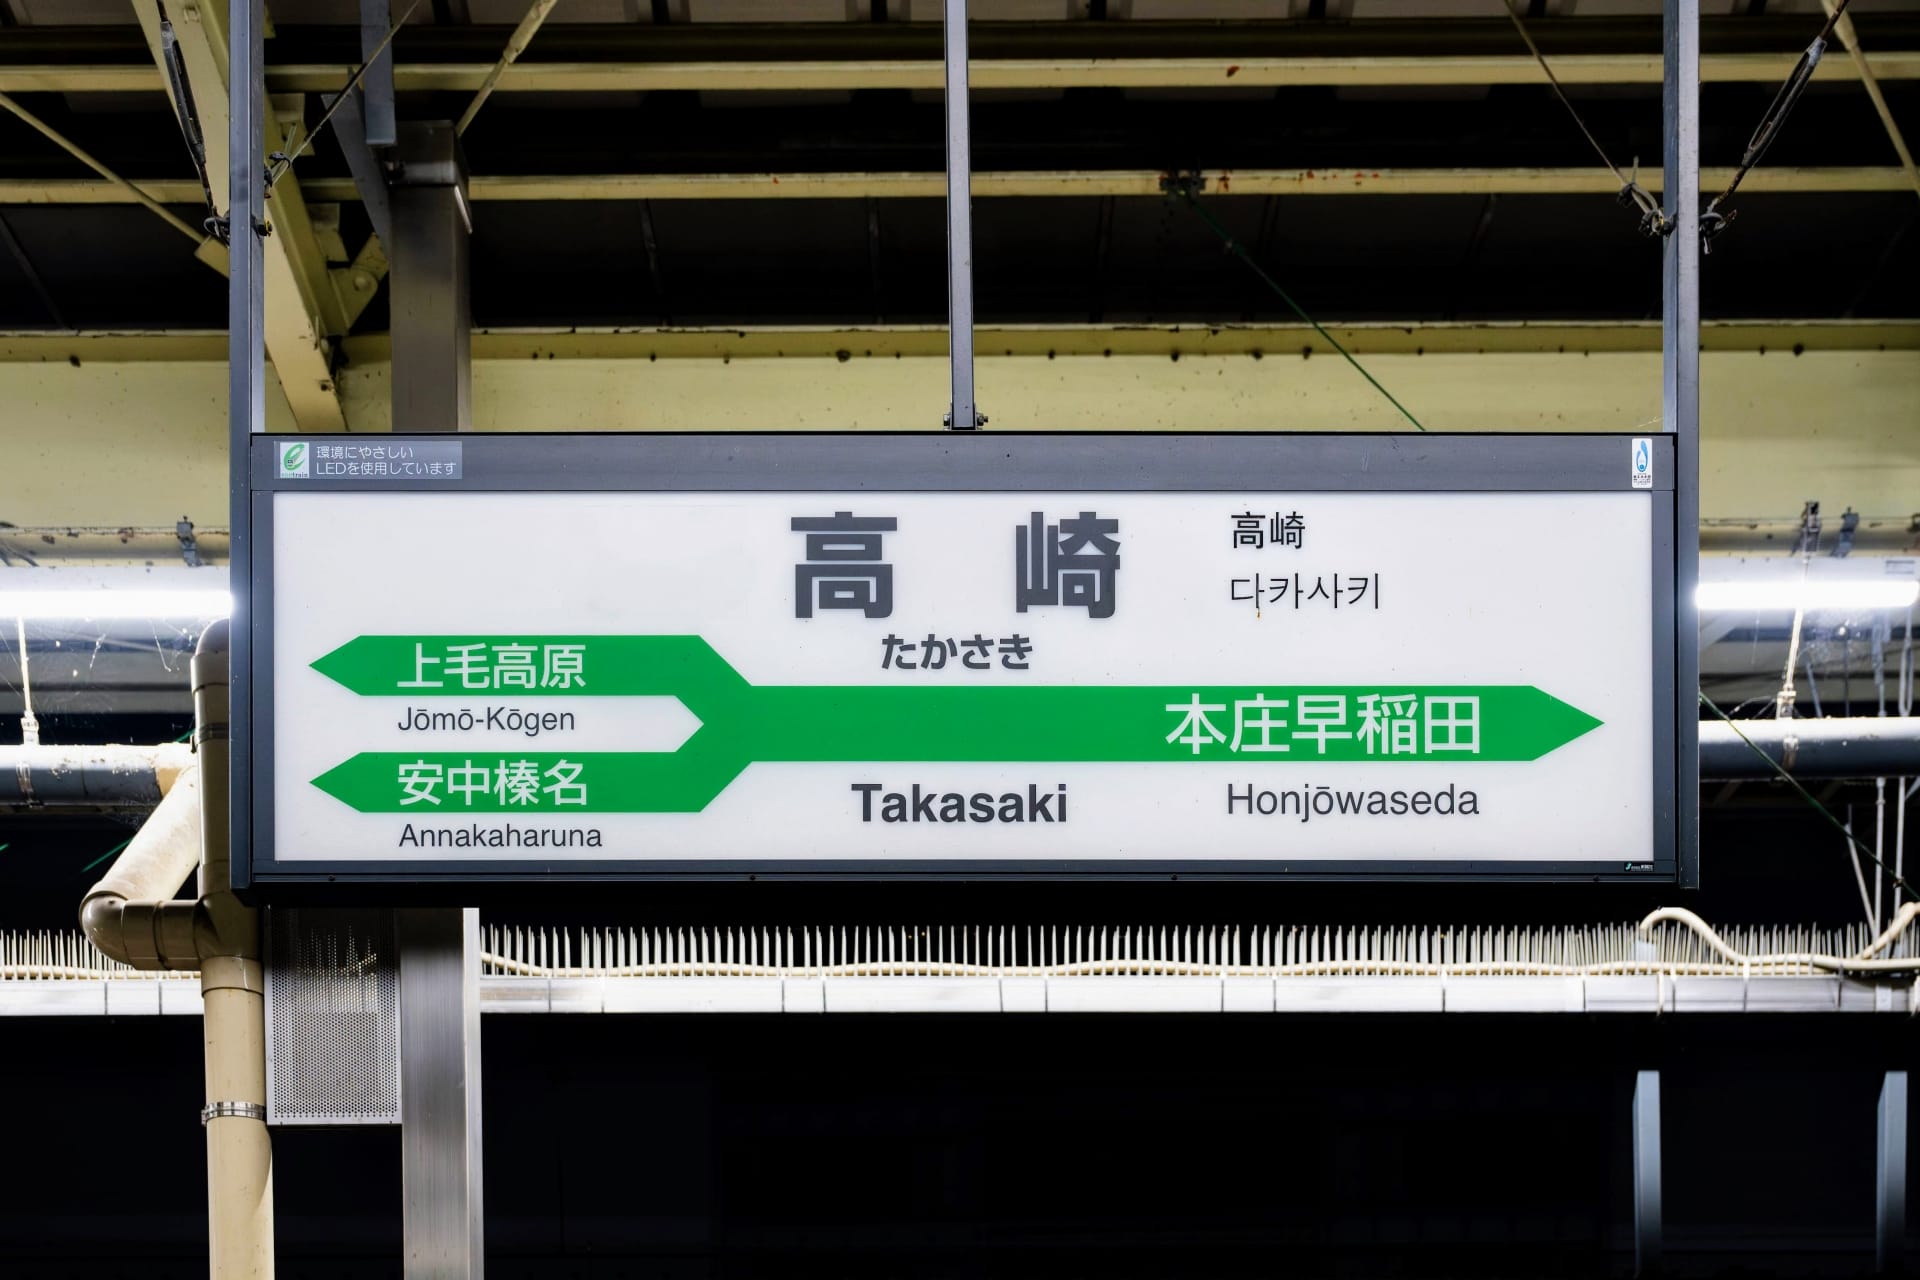 環境にやさしい
LEDを使用しています
高崎
高崎
다카사키
たかさき
上毛高原
Jōmō-Kōgen
本庄早稲田
安中榛名
Takasaki
Honjōwaseda
Annakaharuna